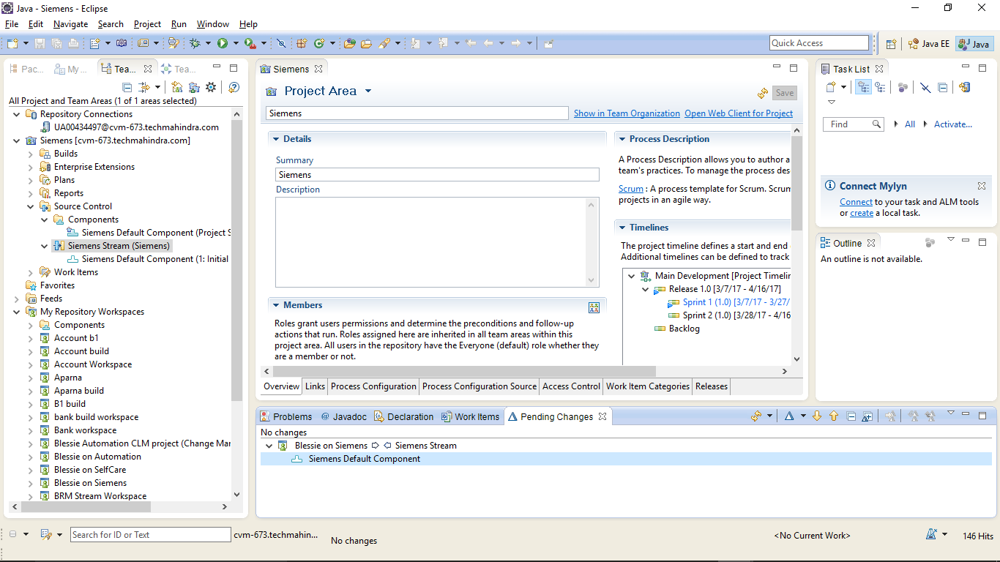 Java - Siemens - Eclipse
File Edit Navigate Search Project Run Window Help
Quick Access
Java EE
Java
Pac...
My ...
Tea...
Tea...
All Project and Team Areas (1 of 1 areas selected)
Repository Connections
UA00434497@cvm-673.techmahindra.com
Siemens [cvm-673.techmahindra.com]
Builds
Enterprise Extensions
Plans
Reports
Source Control
Components
Siemens Default Component (Project S
Siemens Stream (Siemens)
Siemens Default Component (1: Initial
Work Items
Favorites
Feeds
My Repository Workspaces
Components
Account b1
Account build
Account Workspace
Aparna
Aparna build
B1 build
bank build workspace
Bank workspace
Blessie Automation CLM project (Change Mar
Blessie on Automation
Blessie on SelfCare
Blessie on Siemens
BRM Stream Workspace
Siemens
Project Area
Save
Siemens
Show in Team Organization Open Web Client for Project
Details
Summary
Siemens
Description
Members
Roles grant users permissions and determine the preconditions and follow-up
actions that run. Roles assigned here are inherited in all team areas within this
project area. All users in the repository have the Everyone (default) role whether they
are a member or not.
Process Description
A Process Description allows you to author a
team's practices. To manage the process des
Scrum : A process template for Scrum. Scrum
projects in an agile way.
Timelines
The project timeline defines a start and end
Additional timelines can be defined to track
Main Development [Project Timelin
Release 1.0 [3/7/17 - 4/16/17]
Sprint 1 (1.0) [3/7/17 - 3/27/
Sprint 2 (1.0) [3/28/17 - 4/16
Backlog
Overview Links Process Configuration Process Configuration Source Access Control Work Item Categories Releases
Task List
Find
All
Activate...
Connect Mylyn
Connect to your task and ALM tools
or create a local task.
Outline
An outline is not available.
Problems @ Javadoc Declaration Work Items Pending Changes
No changes
Blessie on Siemens Siemens Stream
Siemens Default Component
Search for ID or Text
cvm-673.techmahin...
No changes
<No Current Work>
146 Hits